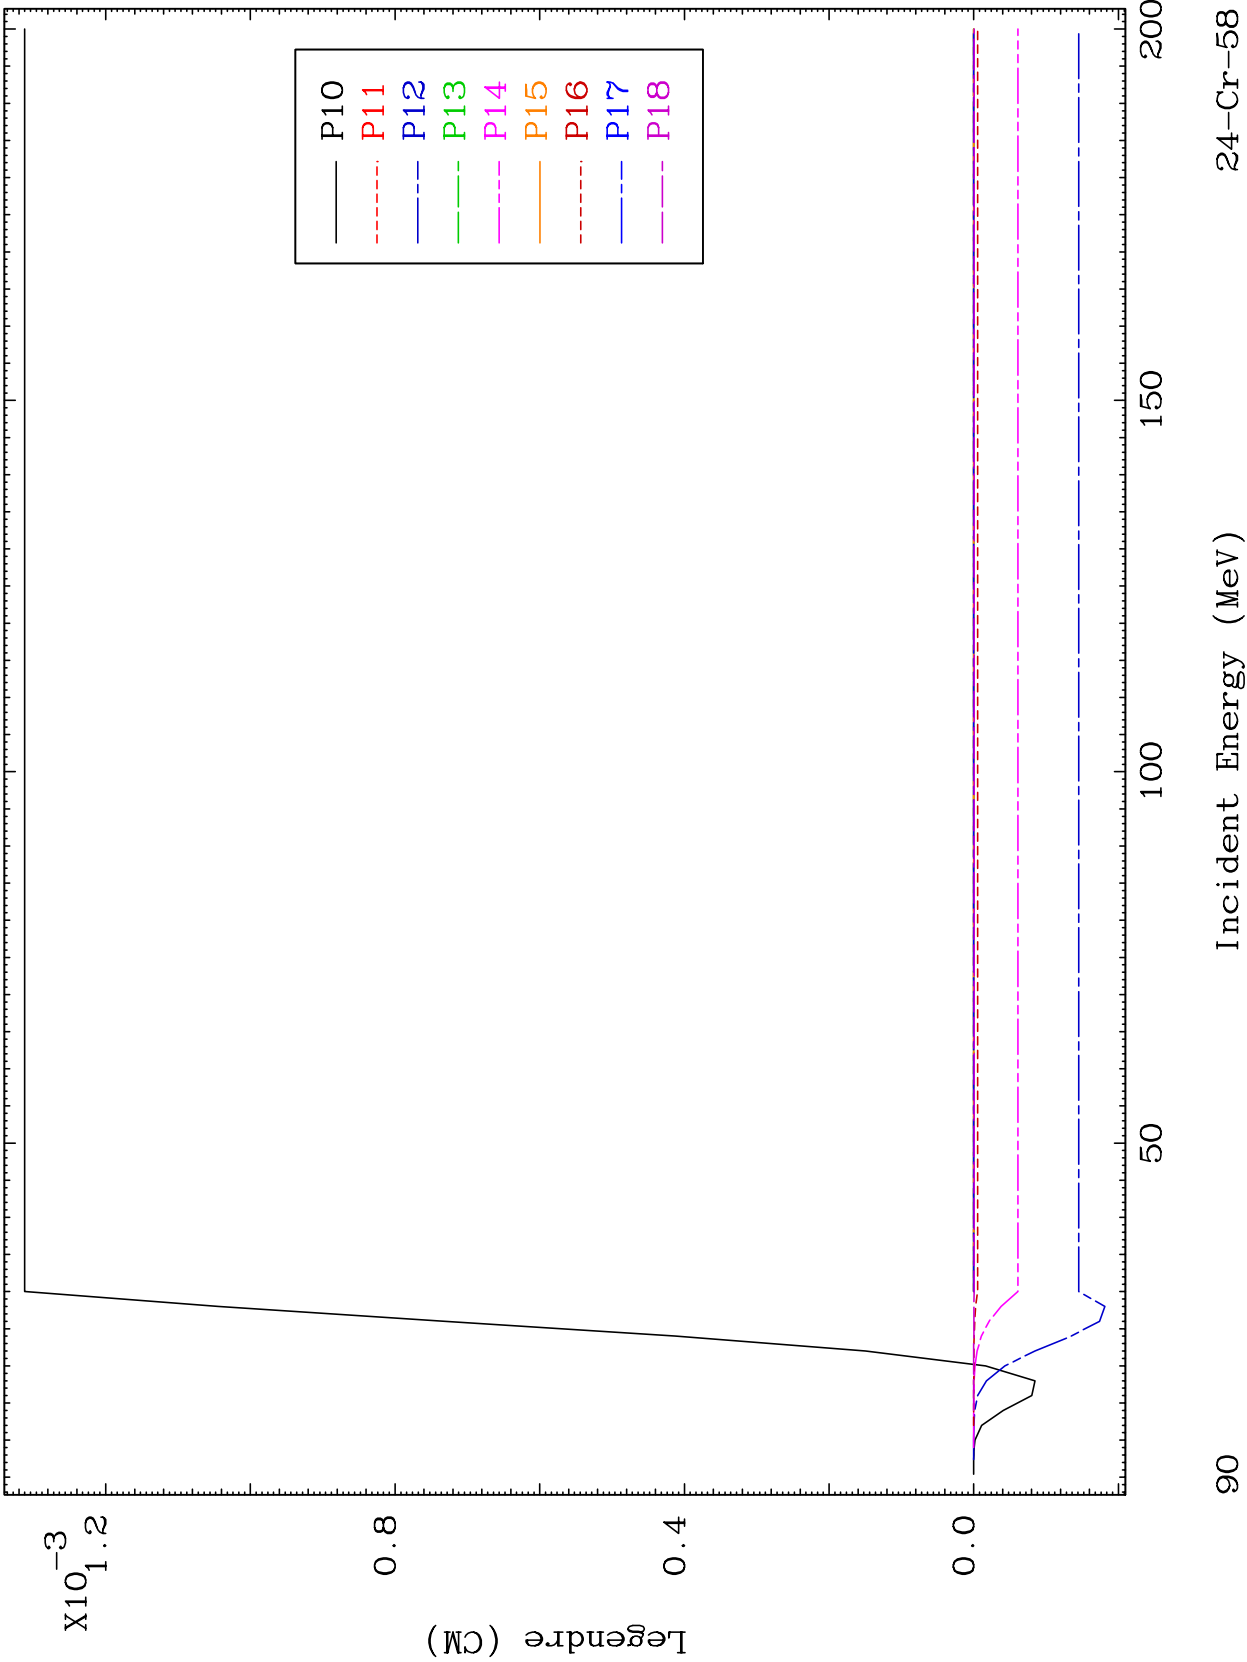 X10-3
1.2
0.8
0.4
0.0
Legendre (CM)
P10
P11
P12
P13
P14
P15
P16
P17
P18
50
100
150
200
90
Incident Energy (MeV)
24-Cr-58